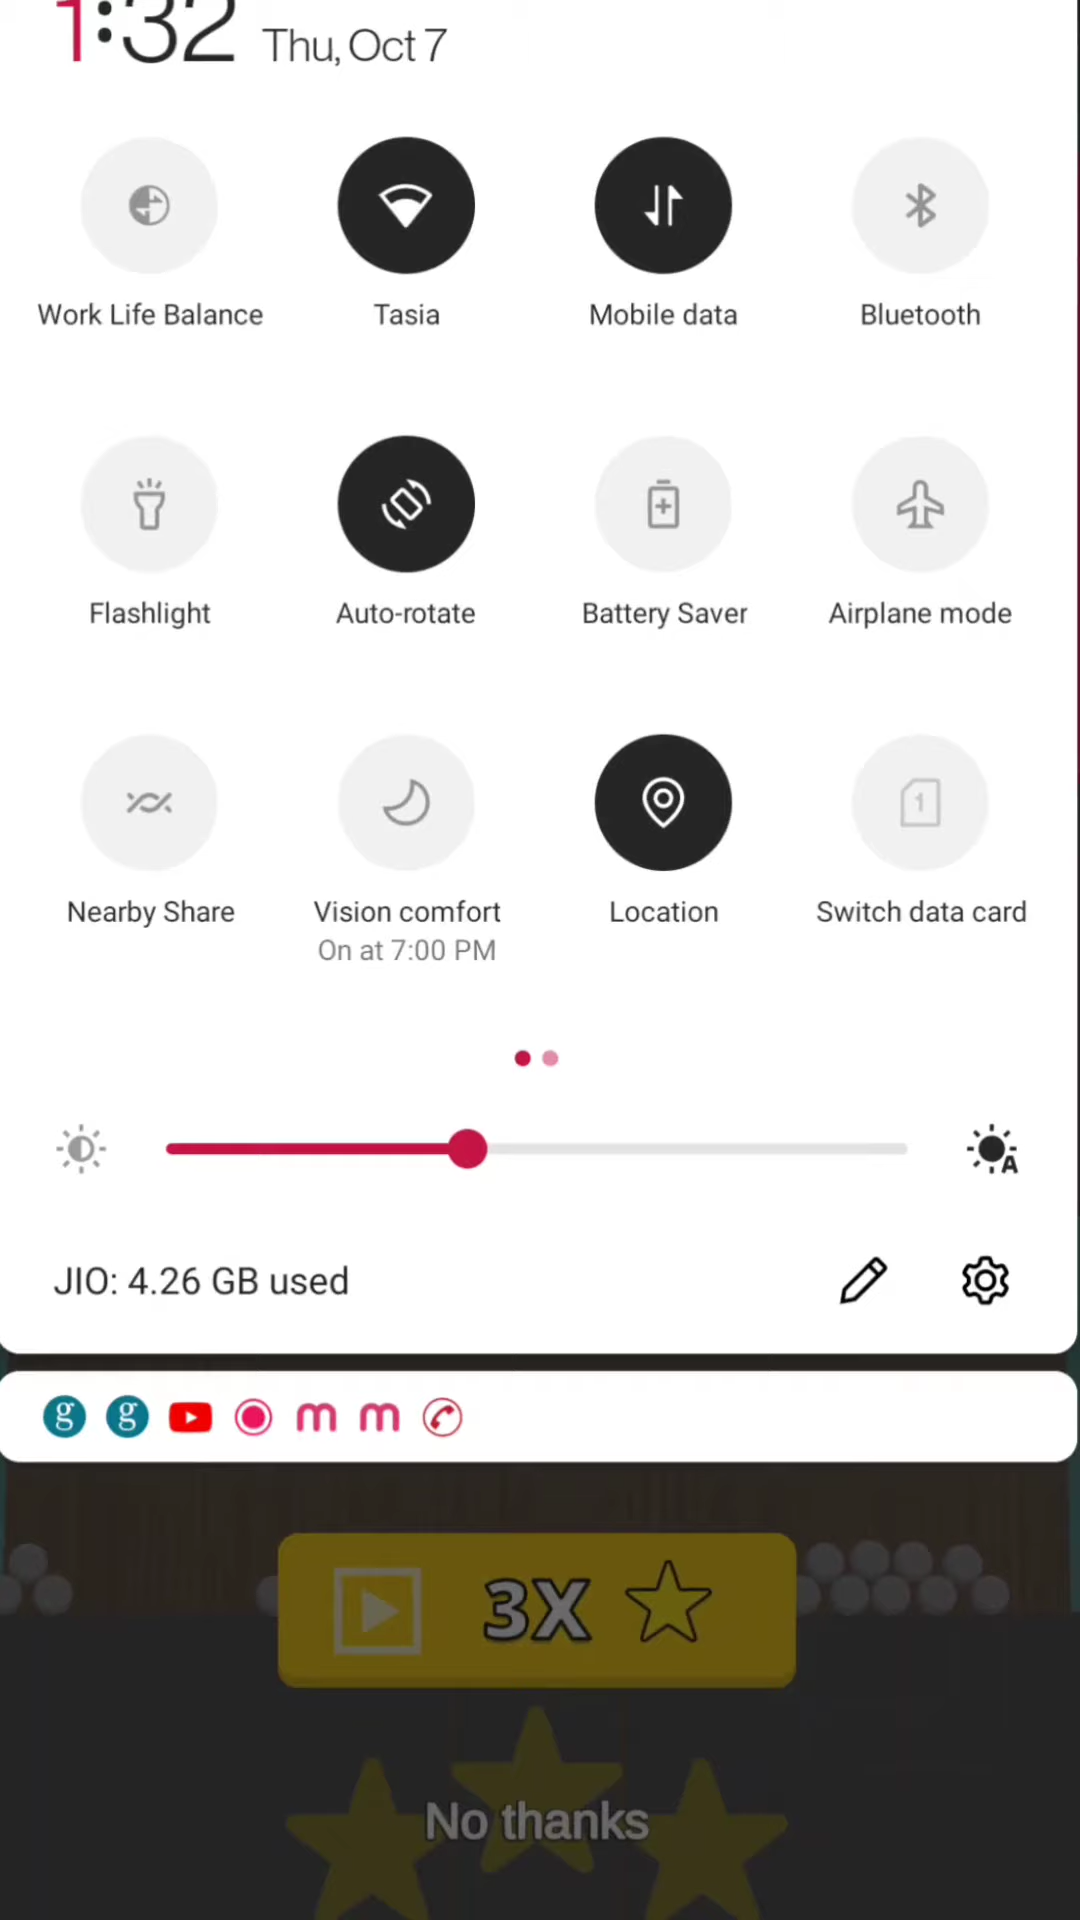 1:32 Thu, Oct 7
Work Life Balance Tasia Mobile data Bluetooth
Flashlight Auto-rotate Battery Saver Airplane mode
1
Nearby Share Vision comfort Location Switch data card
On at 7:00 PM
A
JIO: 4.26 GB used
g g m m
3X
No thanks